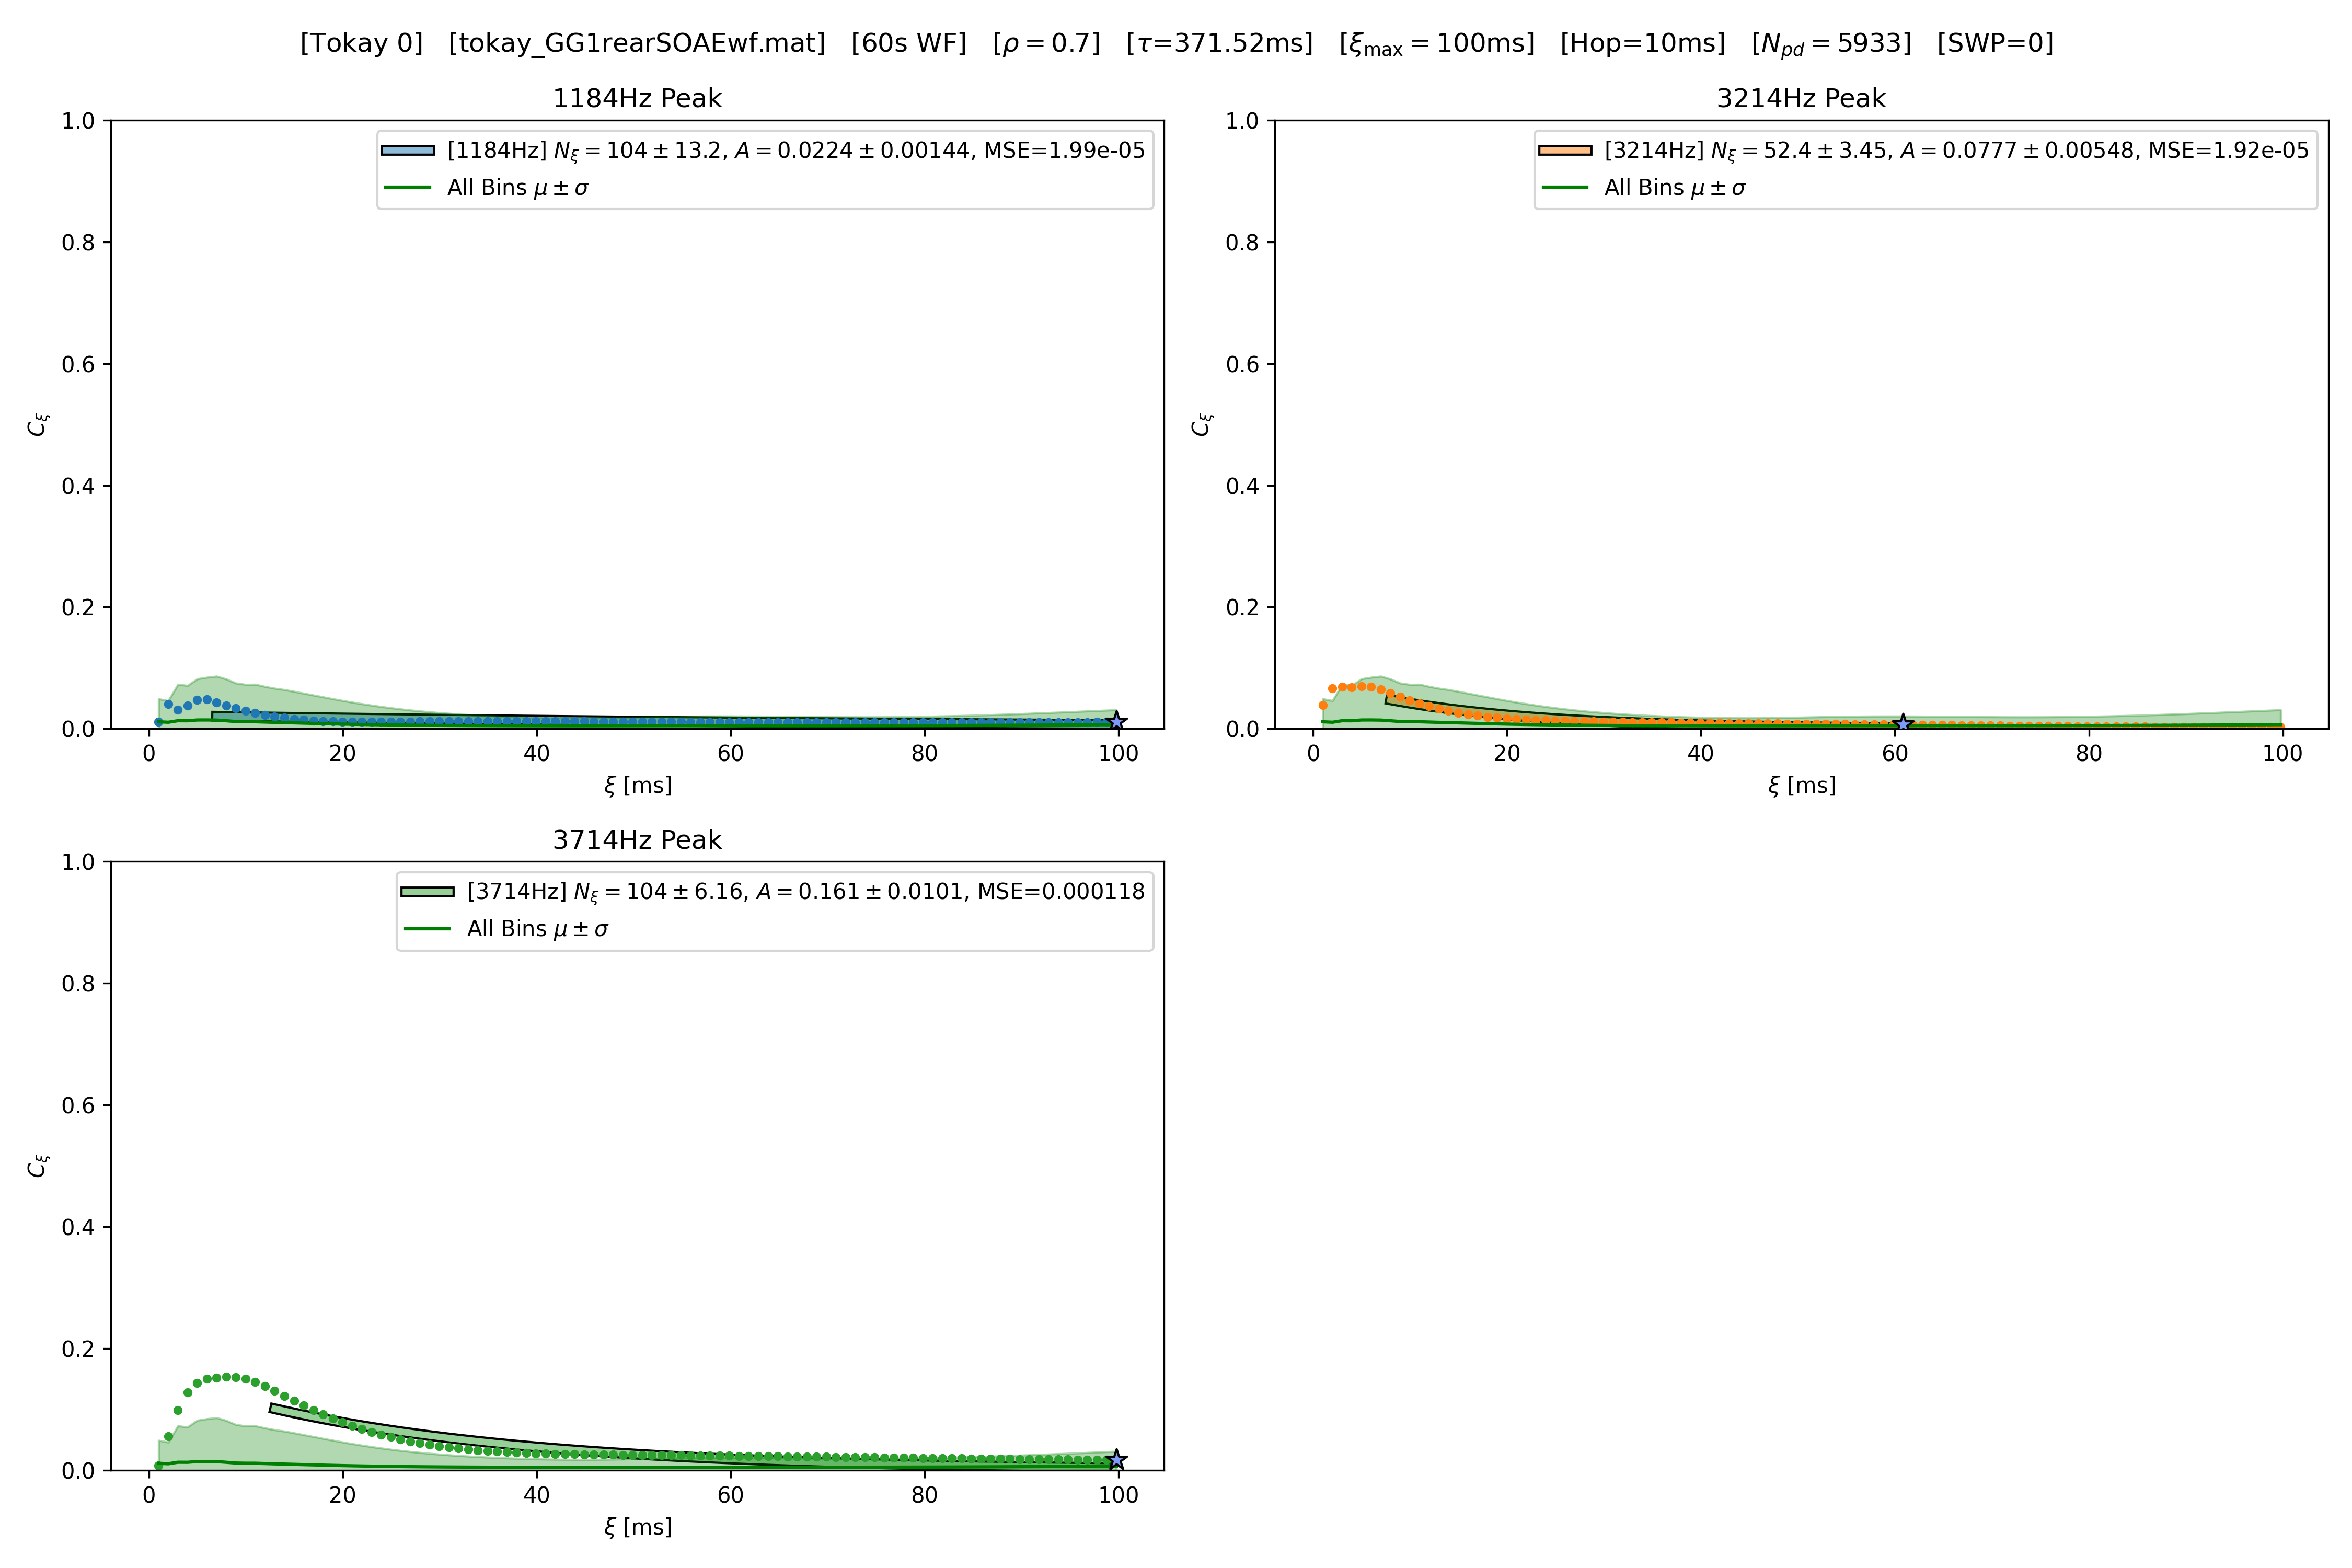 [Tokay 0] [tokay_GG1rearSOAEwf.mat] [60s WF] [ρ = 0.7] [τ=371.52ms] [ξmax = 100ms] [Hop=10ms] [Npd = 5933] [SWP=0]
1184Hz Peak
1.0
0.8
0.6
0.4
0.2
0.0
Cξ
[1184Hz] Nξ = 104 ± 13.2, A = 0.0224 ± 0.00144, MSE=1.99e-05
All Bins μ ± σ
0 20 40 60 80 100
ξ [ms]
3214Hz Peak
1.0
0.8
0.6
0.4
0.2
0.0
Cξ
[3214Hz] Nξ = 52.4 ± 3.45, A = 0.0777 ± 0.00548, MSE=1.92e-05
All Bins μ ± σ
0 20 40 60 80 100
ξ [ms]
3714Hz Peak
1.0
0.8
0.6
0.4
0.2
0.0
Cξ
[3714Hz] Nξ = 104 ± 6.16, A = 0.161 ± 0.0101, MSE=0.000118
All Bins μ ± σ
0 20 40 60 80 100
ξ [ms]